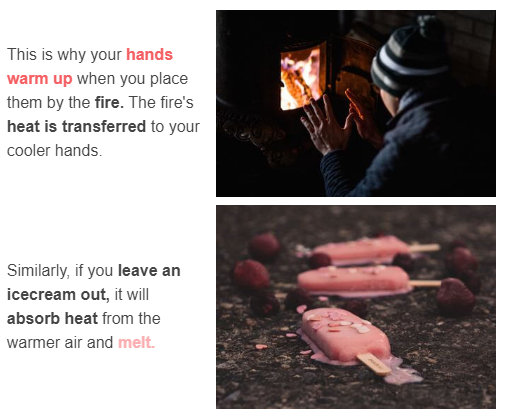 This is why your hands
warm up when you place
them by the fire. The fire's
heat is transferred to your
cooler hands.
Similarly, if you leave an
icecream out, it will
absorb heat from the
warmer air and melt.